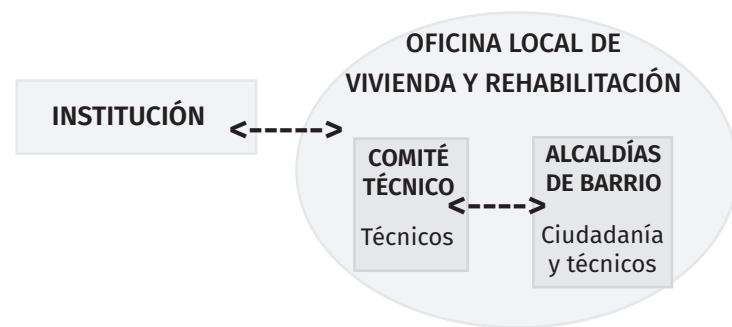 OFICINA LOCAL DE
VIVIENDA Y REHABILITACIÓN
INSTITUCIÓN
<----->
COMITÉ
TÉCNICO
Técnicos
<---->
ALCALDÍAS
DE BARRIO
Ciudadanía
y técnicos